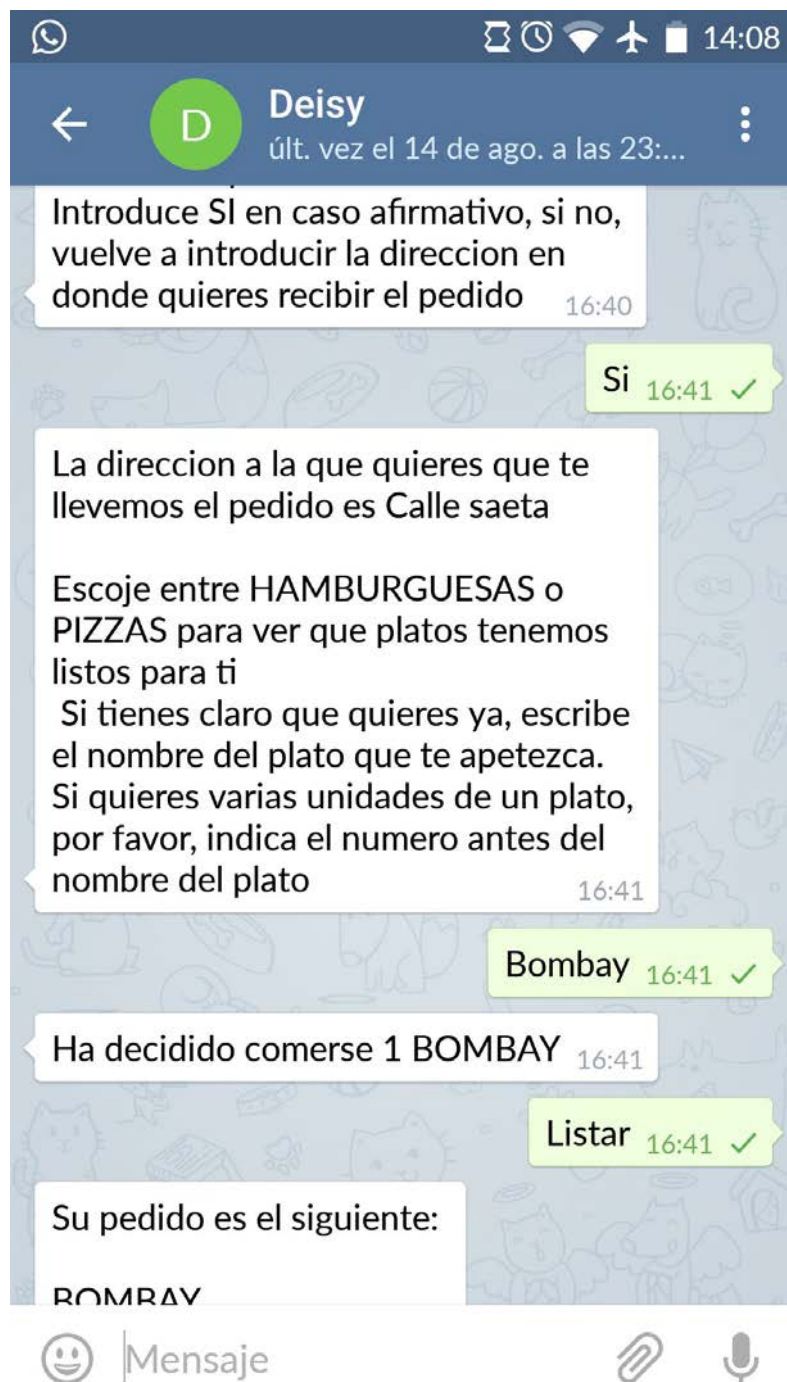 14:08
D
Deisy
últ. vez el 14 de ago. a las 23:...
Introduce SI en caso afirmativo, si no,
vuelve a introducir la direccion en
donde quieres recibir el pedido 16:40
Si 16:41
La direccion a la que quieres que te
llevemos el pedido es Calle saeta
Escoje entre HAMBURGUESAS o
PIZZAS para ver que platos tenemos
listos para ti
Si tienes claro que quieres ya, escribe
el nombre del plato que te apetezca.
Si quieres varias unidades de un plato,
por favor, indica el numero antes del
nombre del plato 16:41
Bombay 16:41
Ha decidido comerse 1 BOMBAY 16:41
Listar 16:41
Su pedido es el siguiente:
BOMBAY
Mensaje